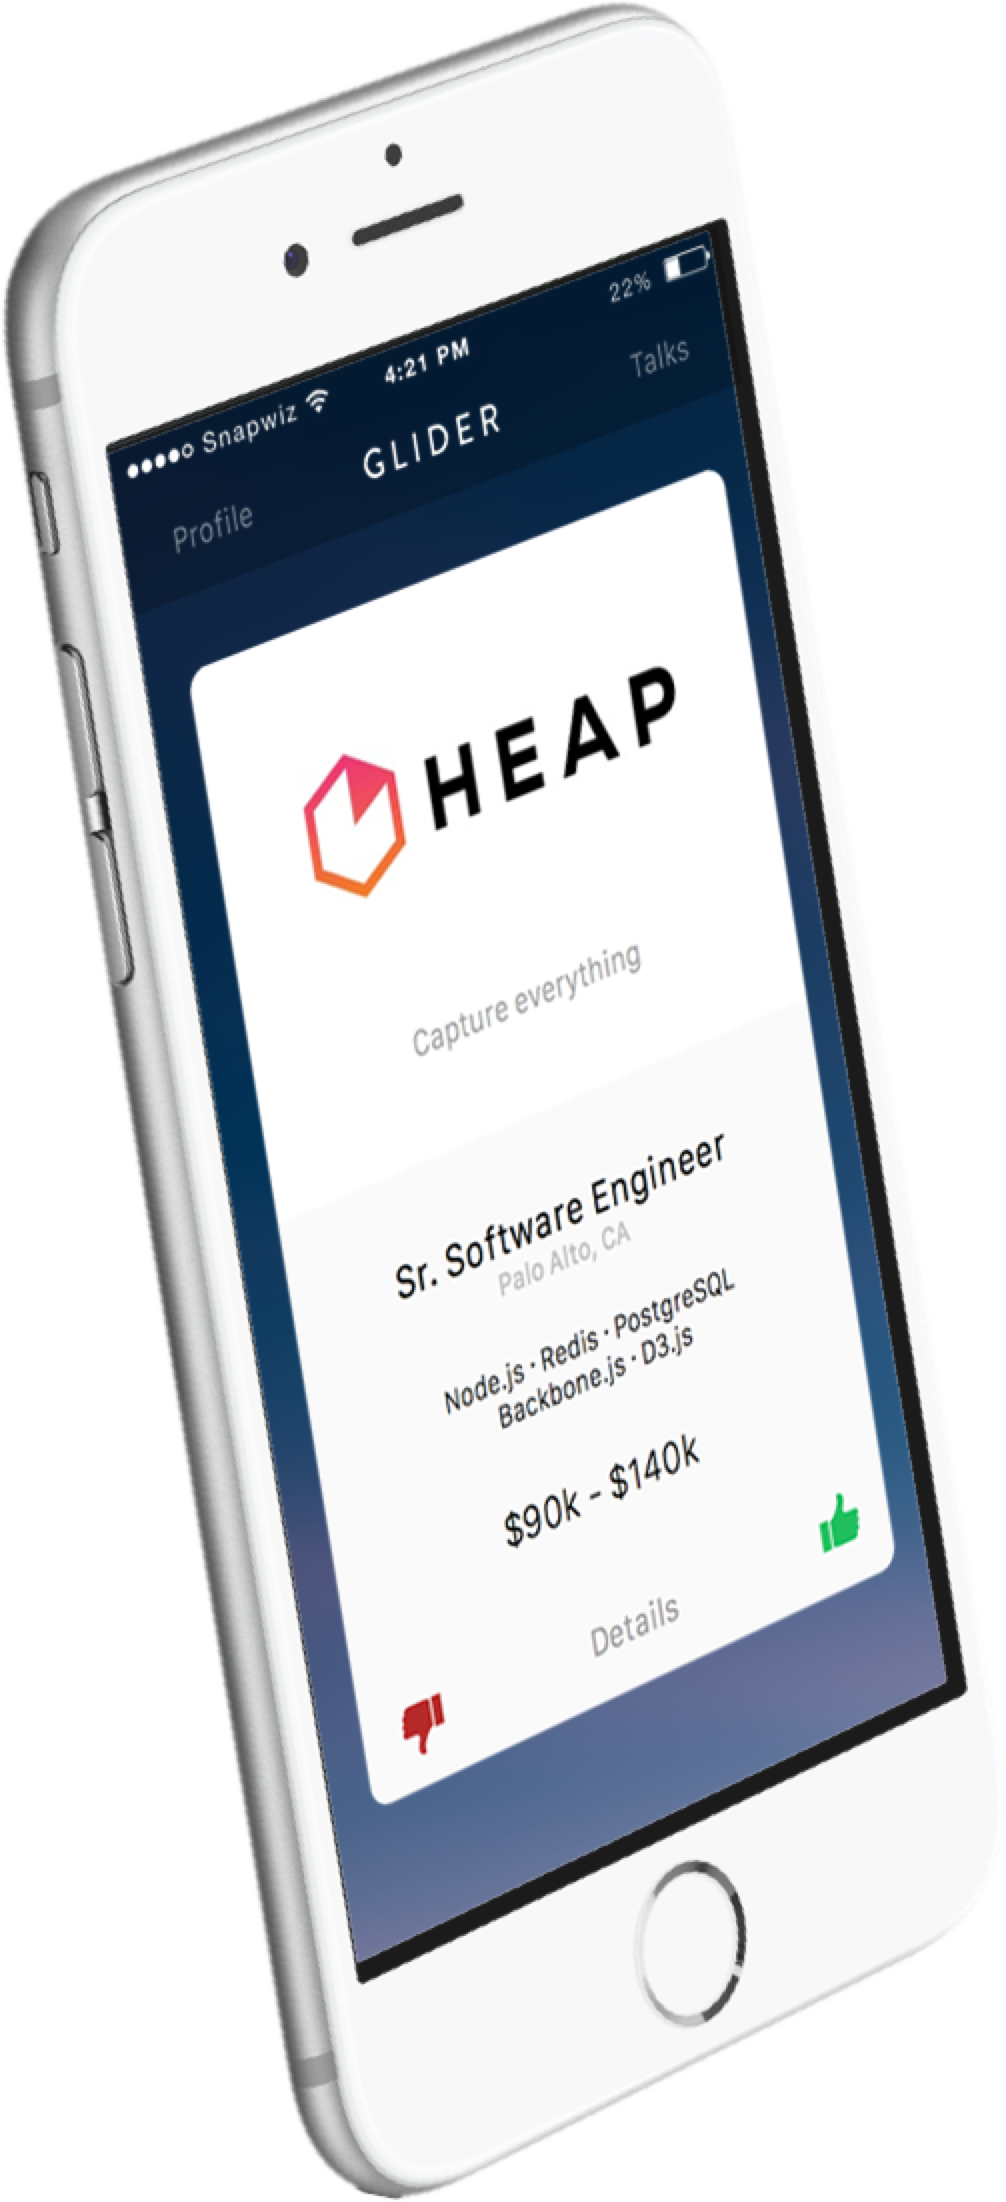 Snapwiz 4:21 PM 22%
Profile GLIDER Talks
HEAP
Capture everything
Sr. Software Engineer
Palo Alto, CA
Node.js · Redis · PostgreSQL
Backbone.js · D3.js
$90k - $140k
Details